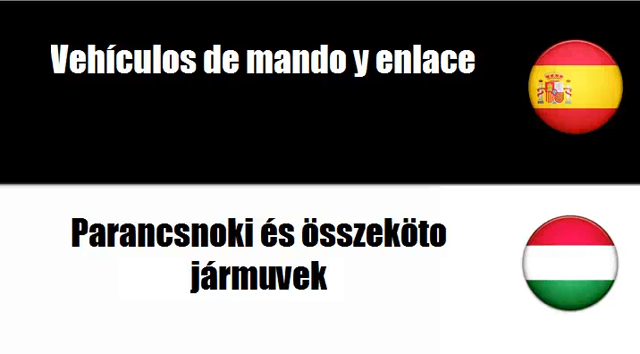 Vehículos de mando y enlace
Parancsnoki és összeköto
jármuvek